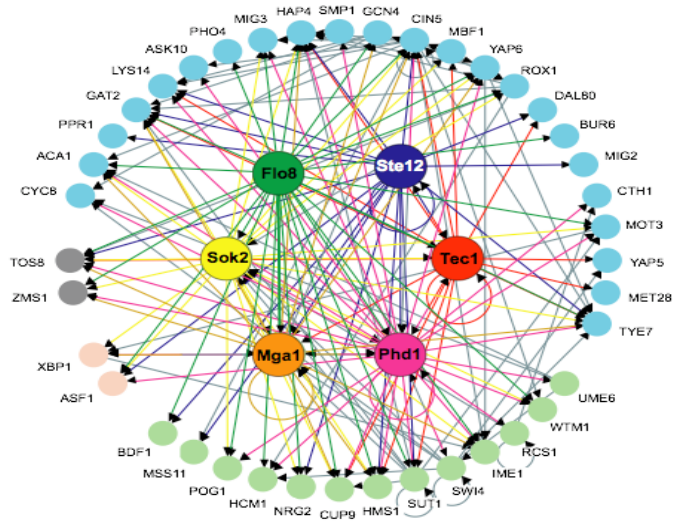 HAP4
SMP1
GCN4
MIG3
CIN5
PHO4
MBF1
ASK10
YAP6
LYS14
ROX1
GAT2
DAL80
PPR1
BUR6
ACA1
MIG2
CYC8
CTH1
Flo8
Ste12
MOT3
TOS8
Sok2
Tec1
YAP5
ZMS1
MET28
TYE7
XBP1
Mga1
Phd1
ASF1
UME6
WTM1
BDF1
RCS1
MSS11
IME1
POG1
SWI4
HCM1
SUT1
NRG2
HMS1
CUP9